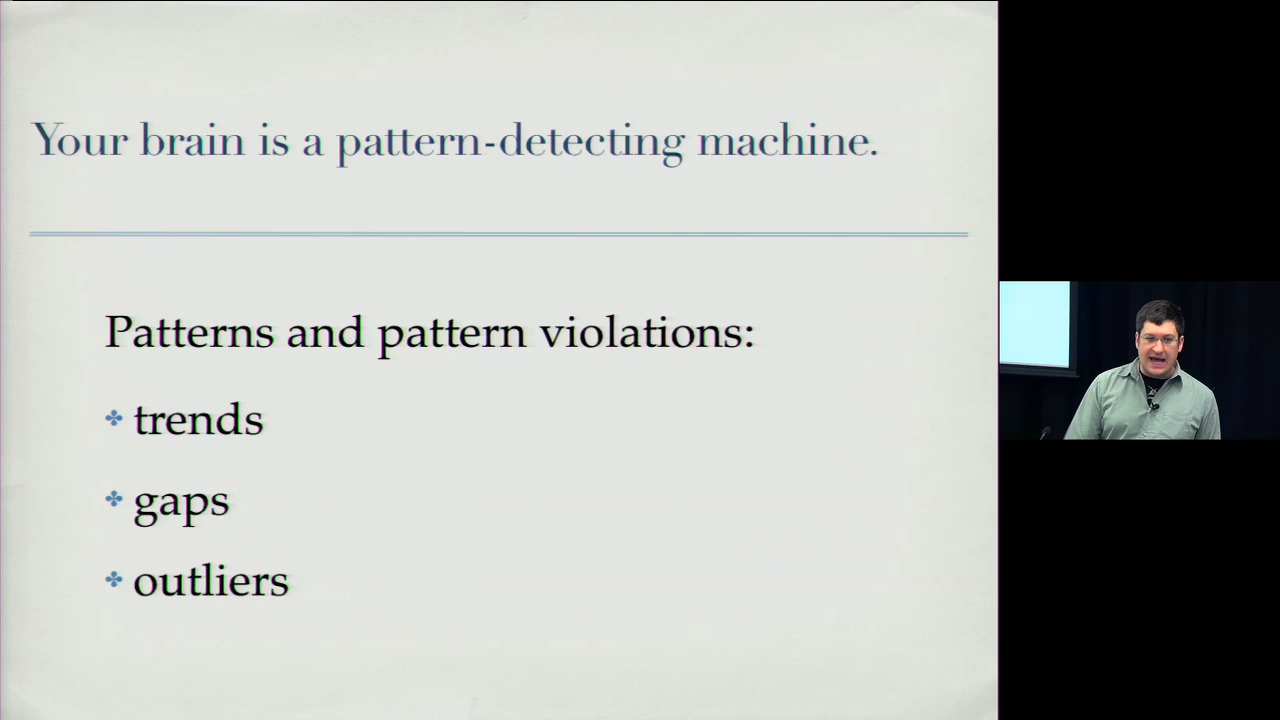 Your brain is a pattern-detecting machine.
Patterns and pattern violations:
trends
gaps
outliers